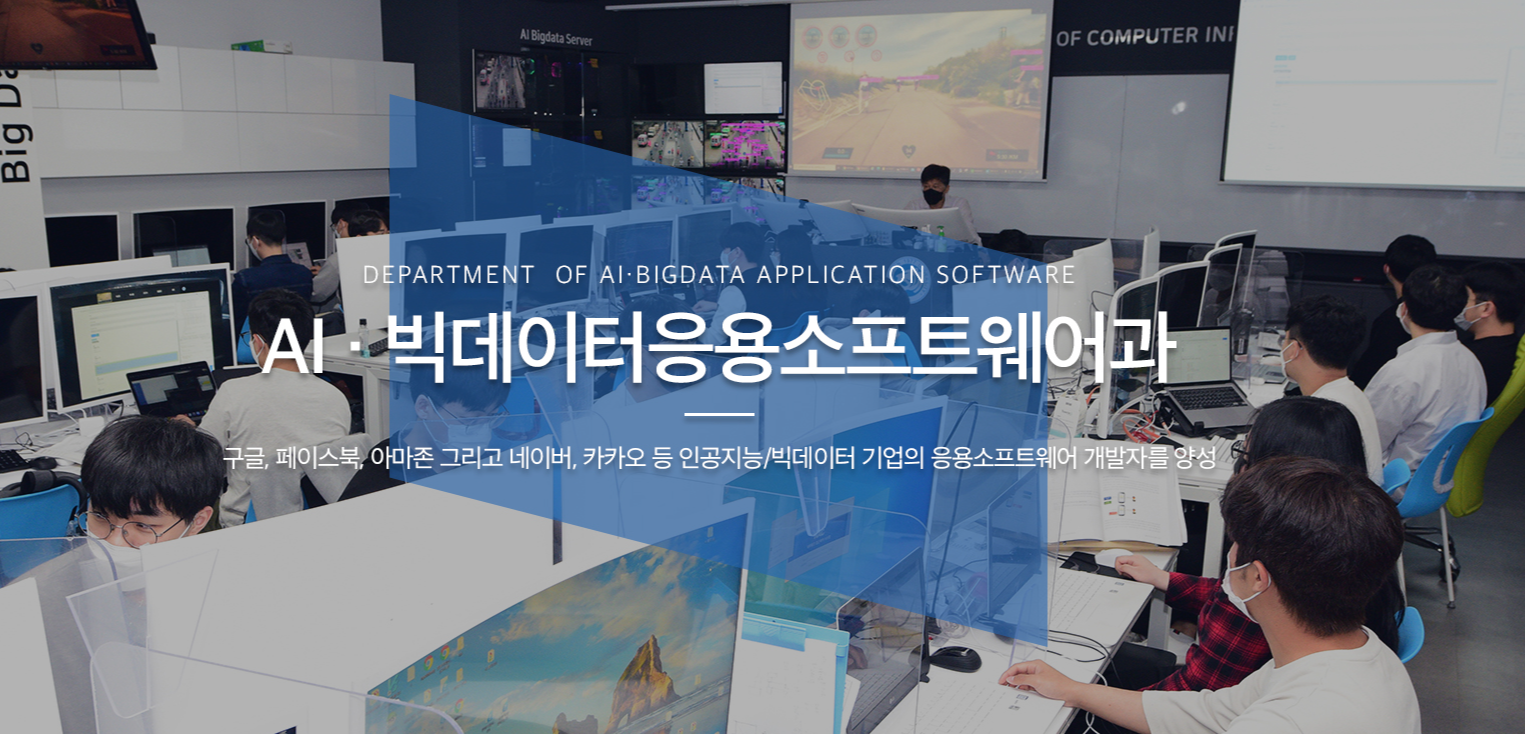 AI Bigdata Server
OF COMPUTER INF
Big Da
DEPARTMENT OF AI·BIGDATA APPLICATION SOFTWARE
AI · 빅데이터응용소프트웨어과
구글, 페이스북, 아마존 그리고 네이버, 카카오 등 인공지능/빅데이터 기업의 응용소프트웨어 개발자를 양성